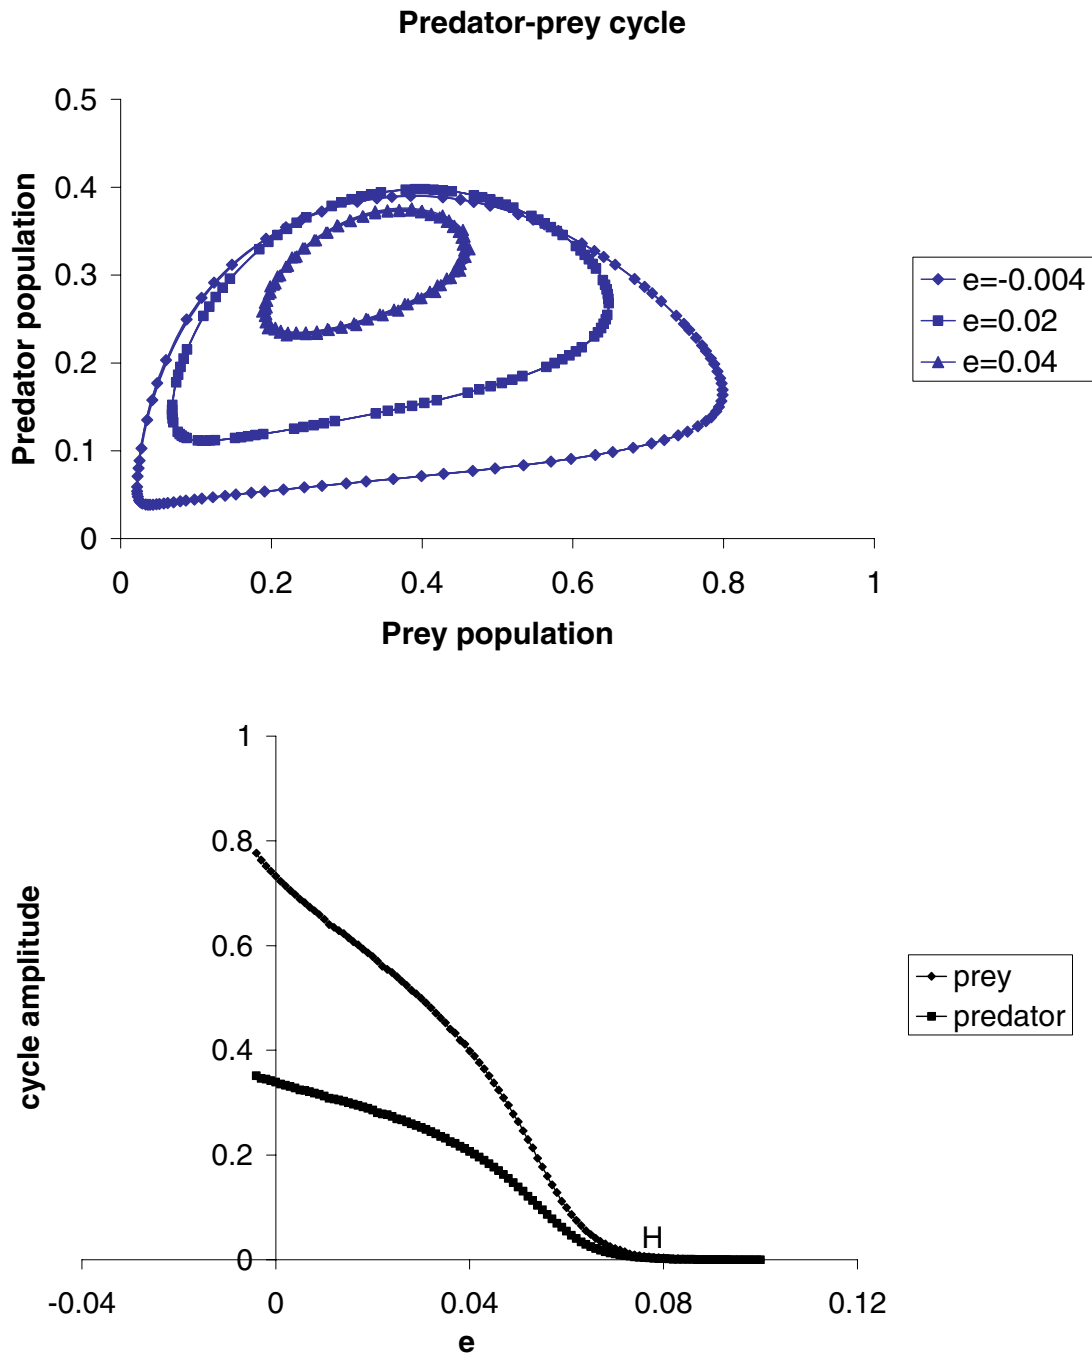 Predator-prey cycle
0.5
0.4
0.3
0.2
0.1
0
Predator population
0
0.2
0.4
0.6
0.8
1
Prey population
e=-0.004
e=0.02
e=0.04
1
0.8
0.6
0.4
0.2
0
cycle amplitude
H
-0.04
0
0.04
0.08
0.12
e
prey
predator